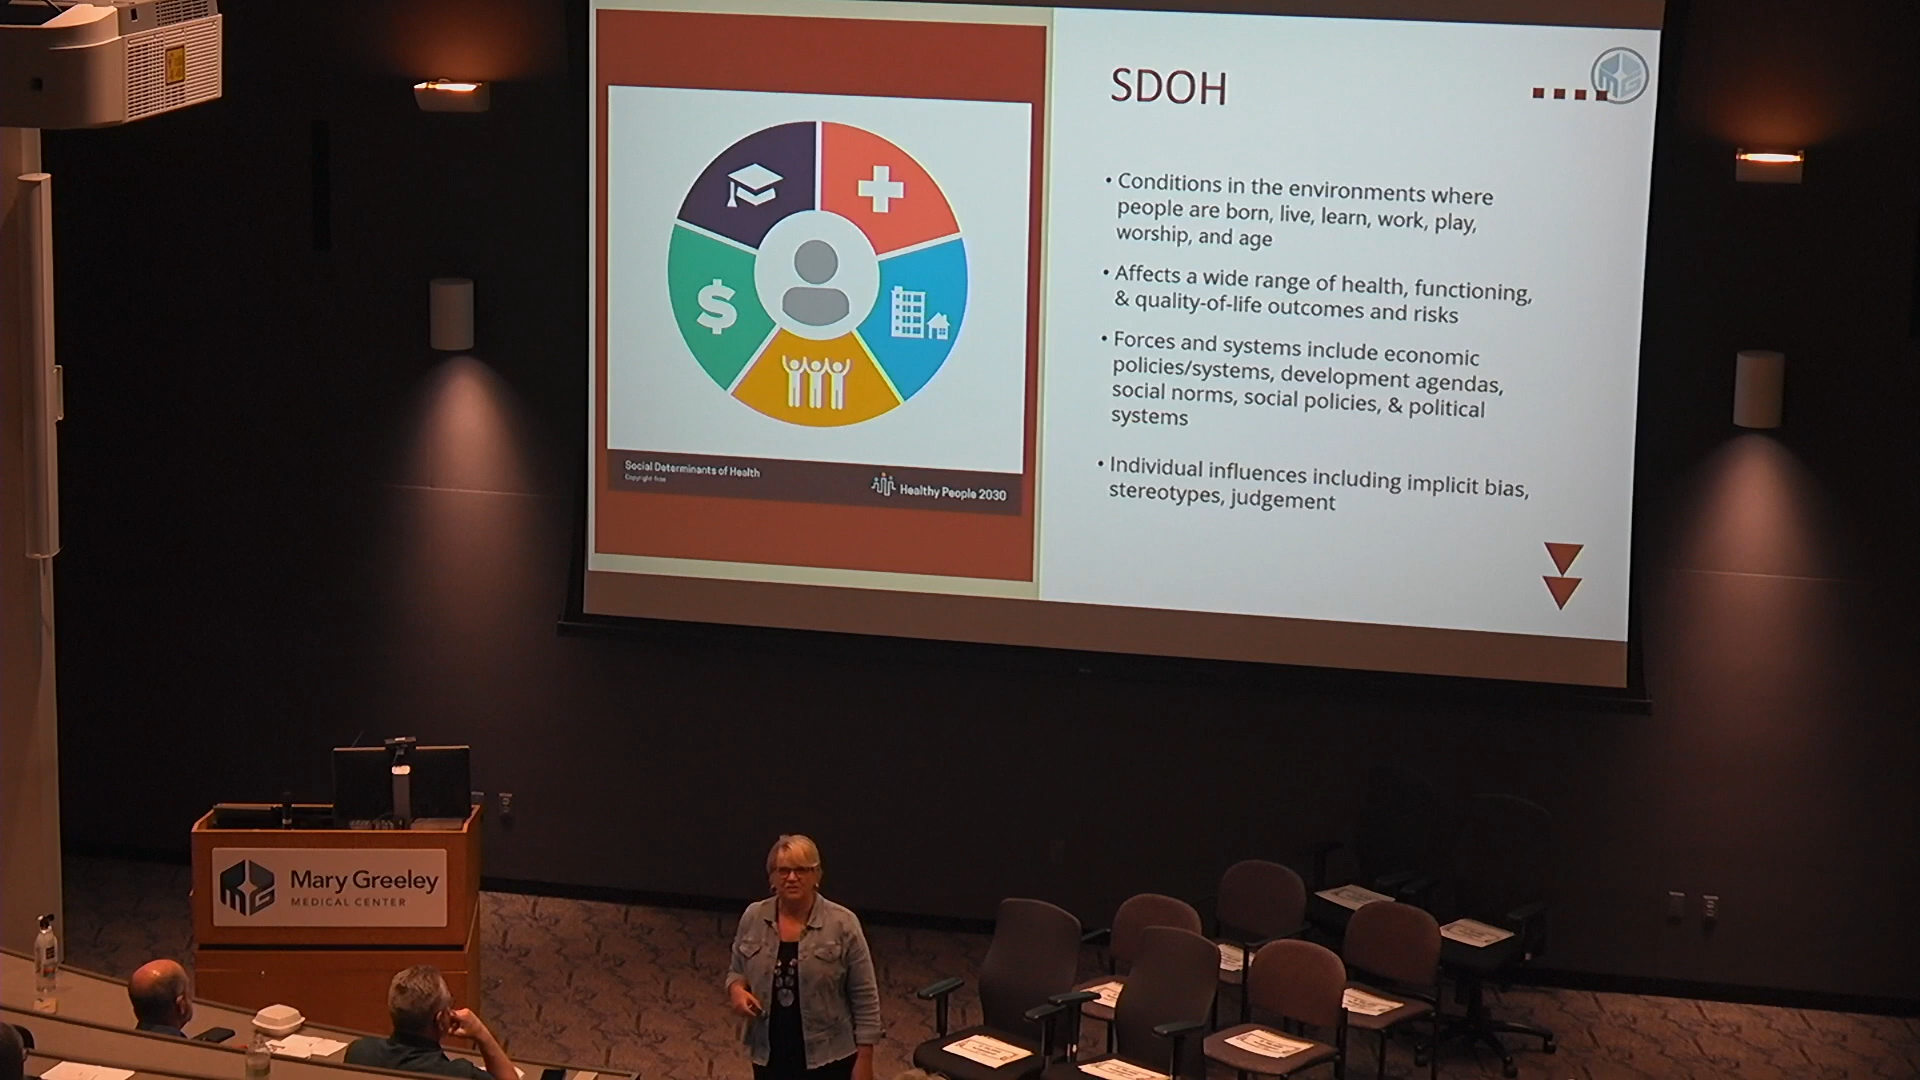 SDOH
• Conditions in the environments where
people are born, live, learn, work, play,
worship, and age
• Affects a wide range of health, functioning,
& quality-of-life outcomes and risks
• Forces and systems include economic
policies/systems, development agendas,
social norms, social policies, & political
systems
• Individual influences including implicit bias,
stereotypes, judgement
Social Determinants of Health
Copyright free
Healthy People 2030
Mary Greeley
MEDICAL CENTER